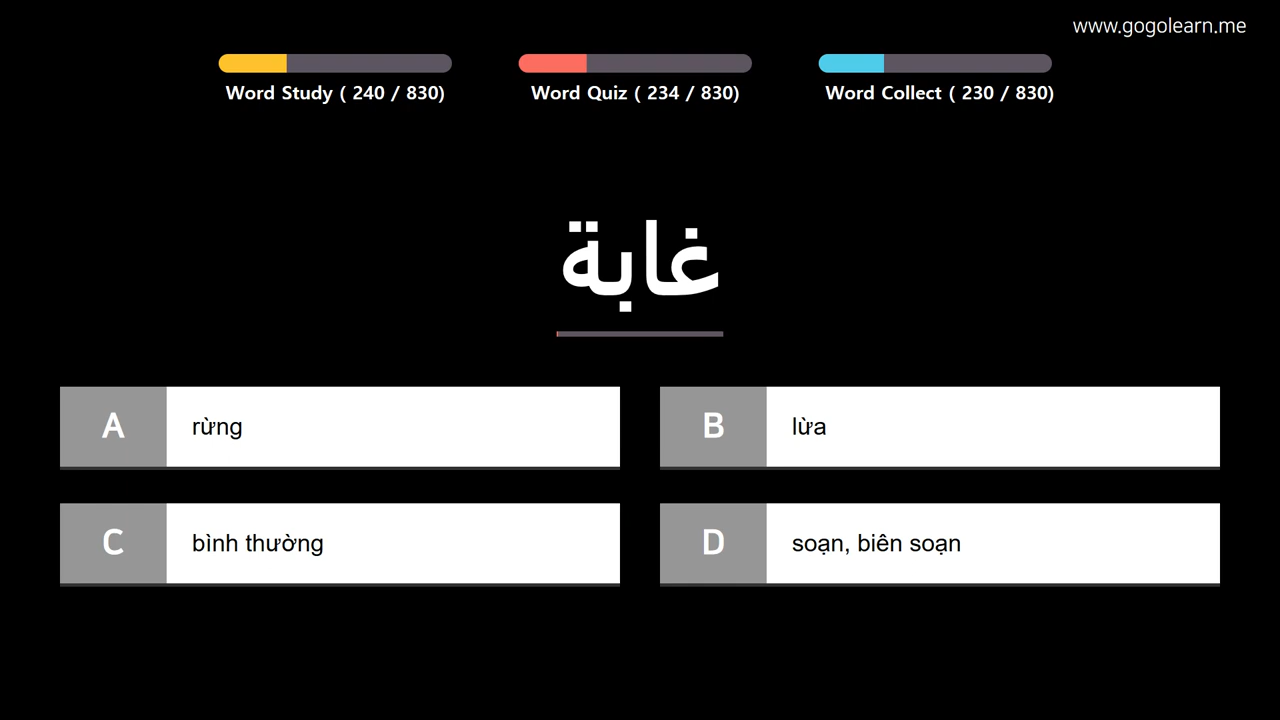 www.gogolearn.me
Word Study ( 240 / 830)
Word Quiz ( 234 / 830)
Word Collect ( 230 / 830)
غابة
A
rừng
B
lừa
C
bình thường
D
soạn, biên soạn